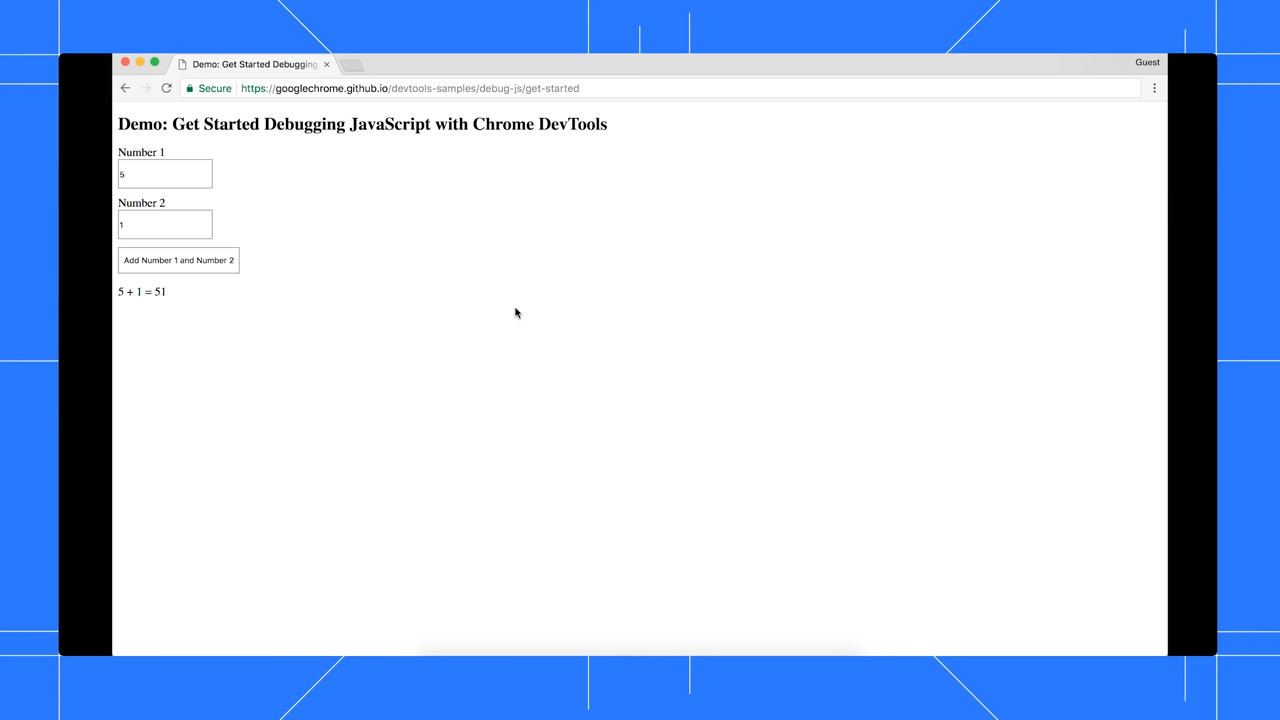 Demo: Get Started Debugging
Guest
Secure https://googlechrome.github.io/devtools-samples/debug-js/get-started
Demo: Get Started Debugging JavaScript with Chrome DevTools
Number 1
5
Number 2
1
Add Number 1 and Number 2
5 + 1 = 51